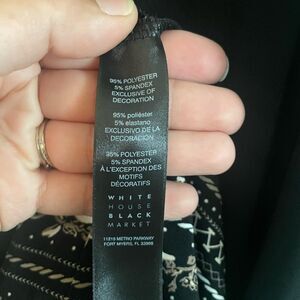 95% POLYESTER
5% SPANDEX
EXCLUSIVE OF
DECORATION
95% poliéster
5% elastano
EXCLUSIVO DE LA
DECORACIÓN
95% POLYESTER
5% SPANDEX
À L'EXCEPTION DES
MOTIFS
DÉCORATIFS
WHITE
HOUSE
BLACK
MARKET
11215 METRO PARKWAY
FORT MYERS, FL 33966